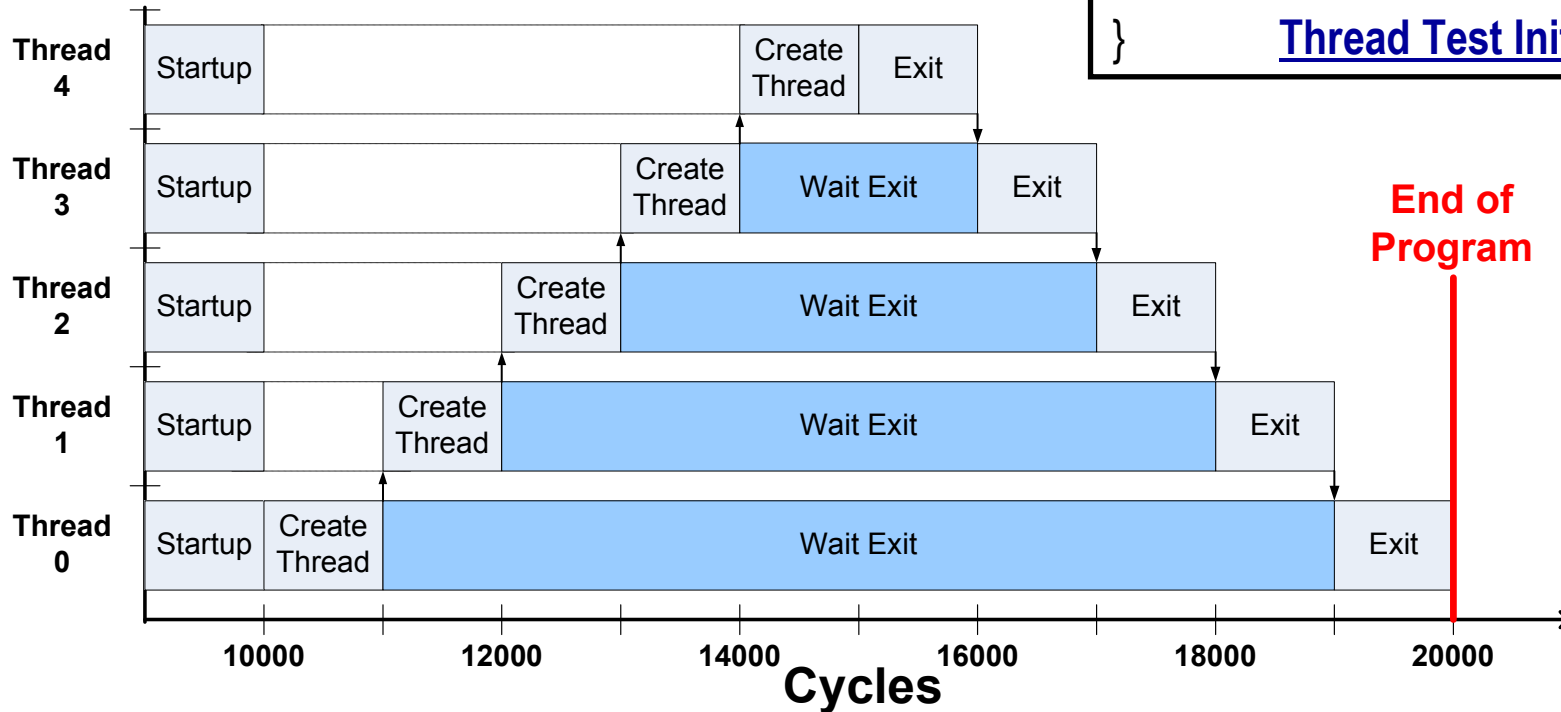 }
Thread Test Init
Thread
4
Startup
Create
Thread
Exit
Thread
3
Startup
Create
Thread
Wait Exit
Exit
Thread
2
Startup
Create
Thread
Wait Exit
Exit
Thread
1
Startup
Create
Thread
Wait Exit
Exit
Thread
0
Startup
Create
Thread
Wait Exit
Exit
End of
Program
10000 12000 14000 16000 18000 20000
Cycles